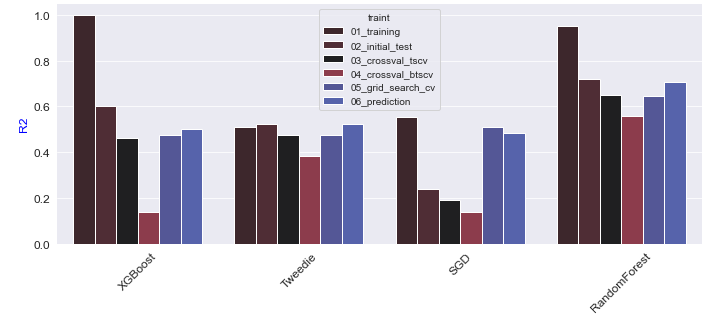 1.0
0.8
0.6
0.4
0.2
0.0
R2
traint
01_training
02_initial_test
03_crossval_tscv
04_crossval_btscv
05_grid_search_cv
06_prediction
XGBoost
Tweedie
SGD
RandomForest